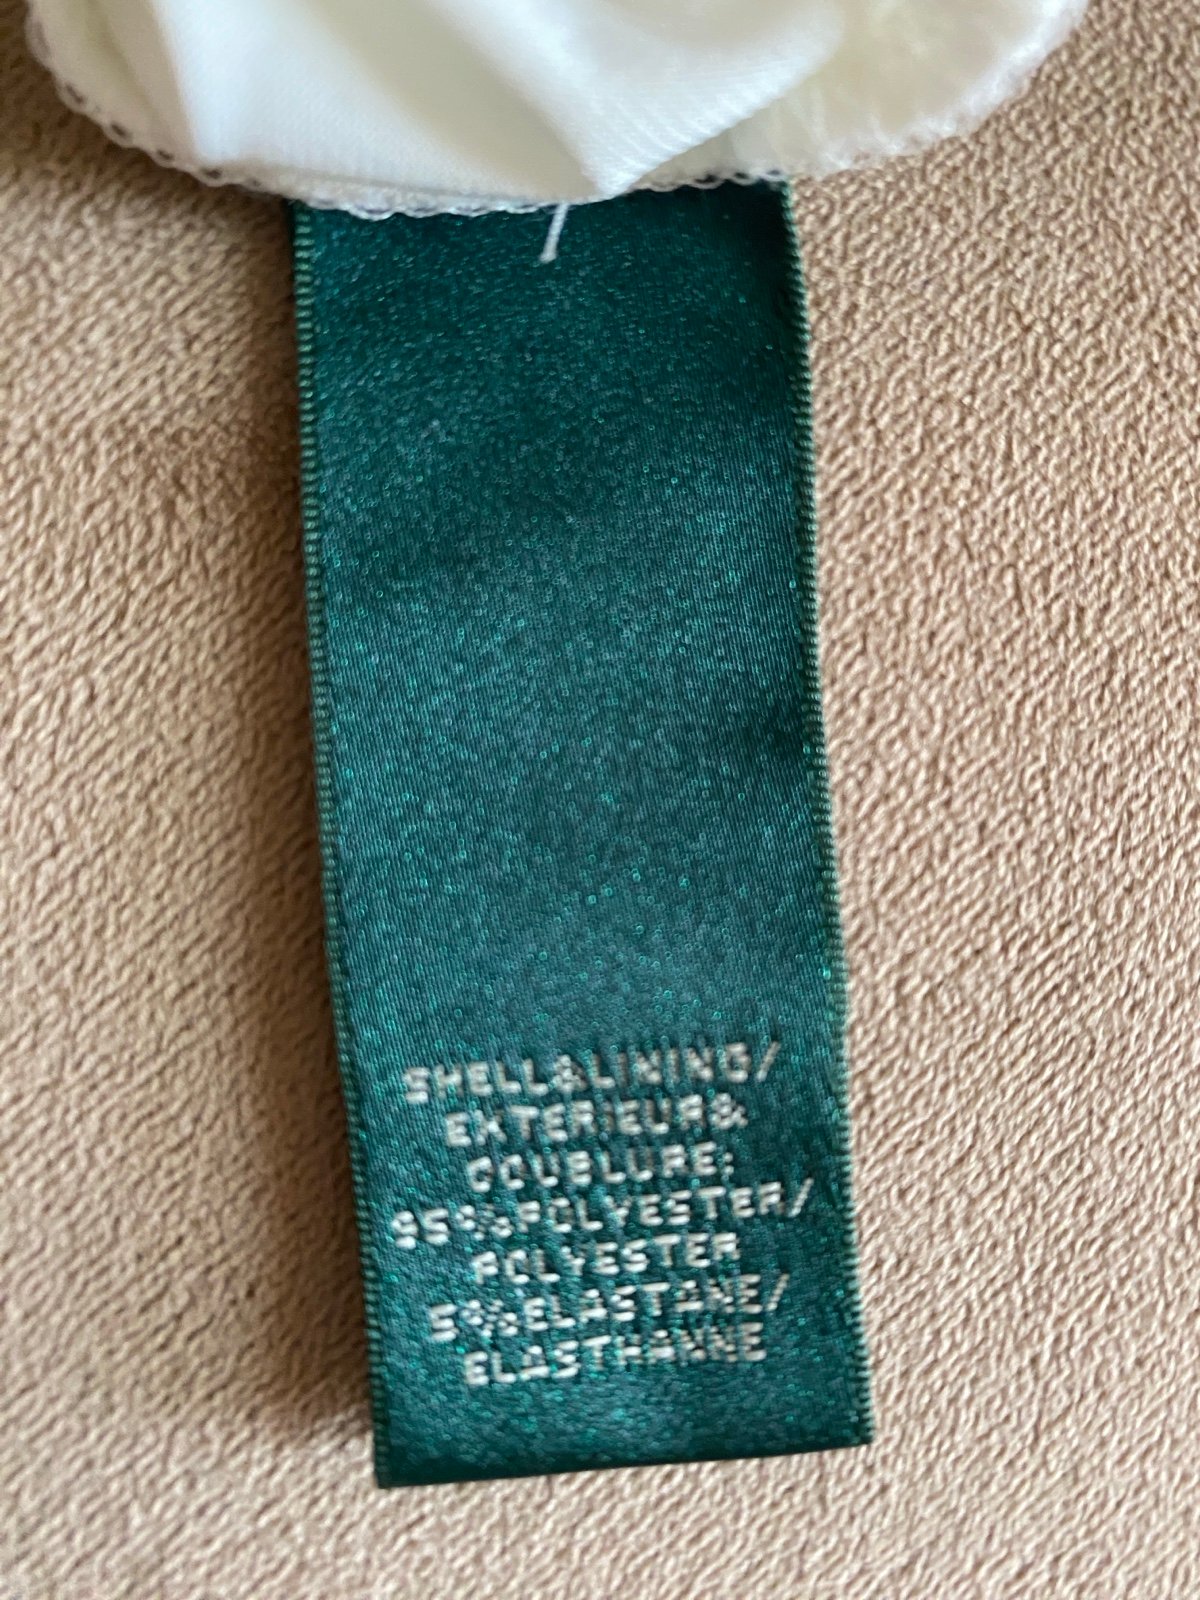 SHELL&LINING/
EXTERIEUR&
DOUBLURE:
95%POLYESTER/
POLYESTER
5%ELASTANE/
ELASTHANNE